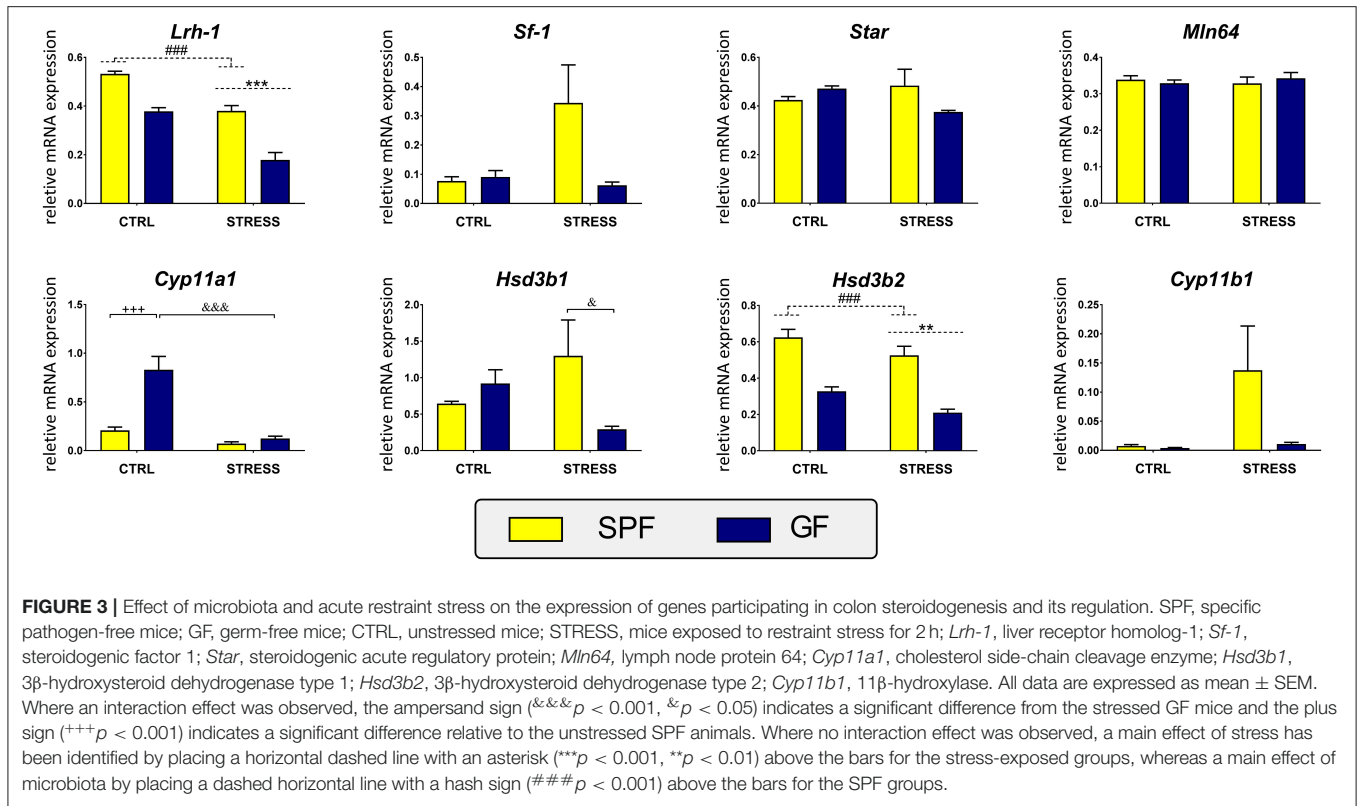 Lrh-1
Sf-1
Star
Mln64
reletive mRNA expression
0.6
0.4
0.2
0.0
###
***
CTRL
STRESS
reletive mRNA expression
0.5
0.4
0.3
0.2
0.1
0.0
CTRL
STRESS
reletive mRNA expression
0.6
0.4
0.2
0.0
CTRL
STRESS
reletive mRNA expression
0.4
0.3
0.2
0.1
0.0
CTRL
STRESS
Cyp11a1
Hsd3b1
Hsd3b2
Cyp11b1
reletive mRNA expression
1.5
1.0
0.5
0.0
+++
&&&
CTRL
STRESS
reletive mRNA expression
2.0
1.5
1.0
0.5
0.0
&
CTRL
STRESS
reletive mRNA expression
0.8
0.6
0.4
0.2
0.0
###
**
CTRL
STRESS
reletive mRNA expression
0.20
0.15
0.10
0.05
0.00
CTRL
STRESS
SPF
GF
FIGURE 3 | Effect of microbiota and acute restraint stress on the expression of genes participating in colon steroidogenesis and its regulation. SPF, specific
pathogen-free mice; GF, germ-free mice; CTRL, unstressed mice; STRESS, mice exposed to restraint stress for 2 h; Lrh-1, liver receptor homolog-1; Sf-1,
steroidogenic factor 1; Star, steroidogenic acute regulatory protein; Mln64, lymph node protein 64; Cyp11a1, cholesterol side-chain cleavage enzyme; Hsd3b1,
3β-hydroxysteroid dehydrogenase type 1; Hsd3b2, 3β-hydroxysteroid dehydrogenase type 2; Cyp11b1, 11β-hydroxylase. All data are expressed as mean ± SEM.
Where an interaction effect was observed, the ampersand sign (&&&p < 0.001, &p < 0.05) indicates a significant difference from the stressed GF mice and the plus
sign (+++p < 0.001) indicates a significant difference relative to the unstressed SPF animals. Where no interaction effect was observed, a main effect of stress has
been identified by placing a horizontal dashed line with an asterisk (***p < 0.001, **p < 0.01) above the bars for the stress-exposed groups, whereas a main effect of
microbiota by placing a dashed horizontal line with a hash sign (###p < 0.001) above the bars for the SPF groups.